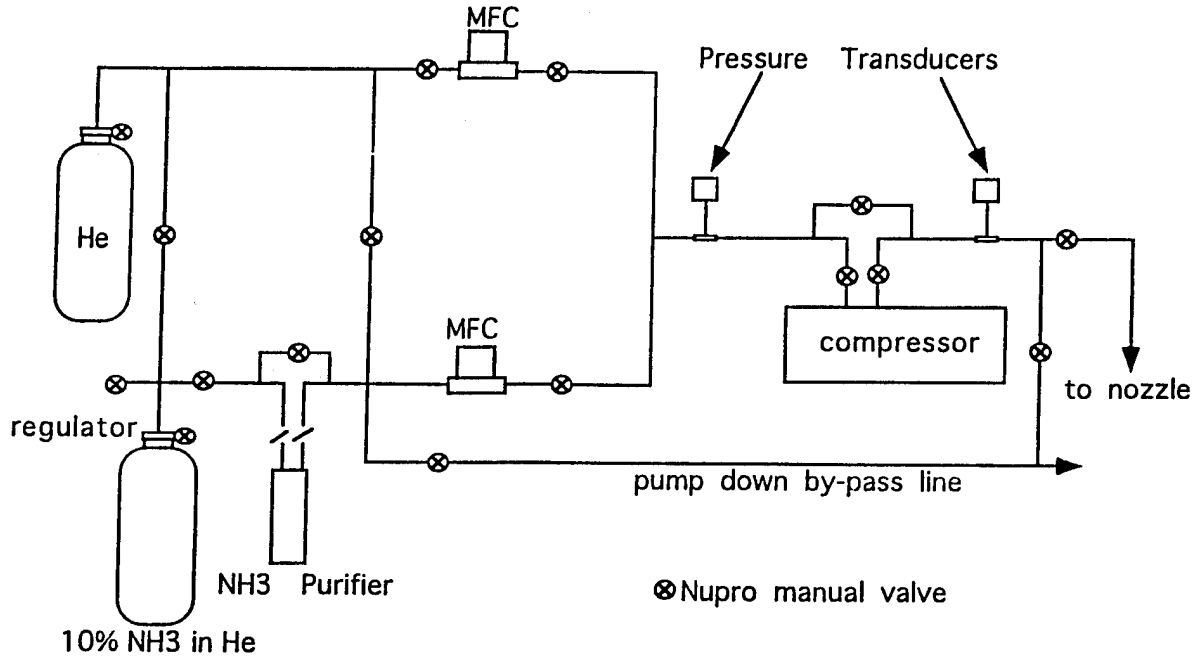 MFC
Pressure Transducers
He
MFC
compressor
to nozzle
regulator
pump down by-pass line
NH3 Purifier
Nupro manual valve
10% NH3 in He